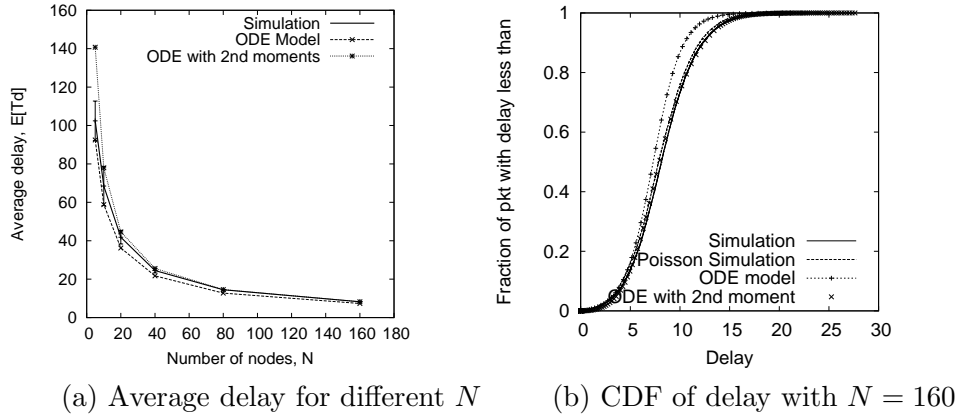 160
140
120
100
80
60
40
20
0
Average delay, E[Td]
0 20 40 60 80 100 120 140 160 180
Number of nodes, N
Simulation
ODE Model
ODE with 2nd moments
(a) Average delay for different N
1
0.8
0.6
0.4
0.2
0
Fraction of pkt with delay less than
0 5 10 15 20 25 30
Delay
Simulation
Poisson Simulation
ODE model
ODE with 2nd moment
(b) CDF of delay with N = 160